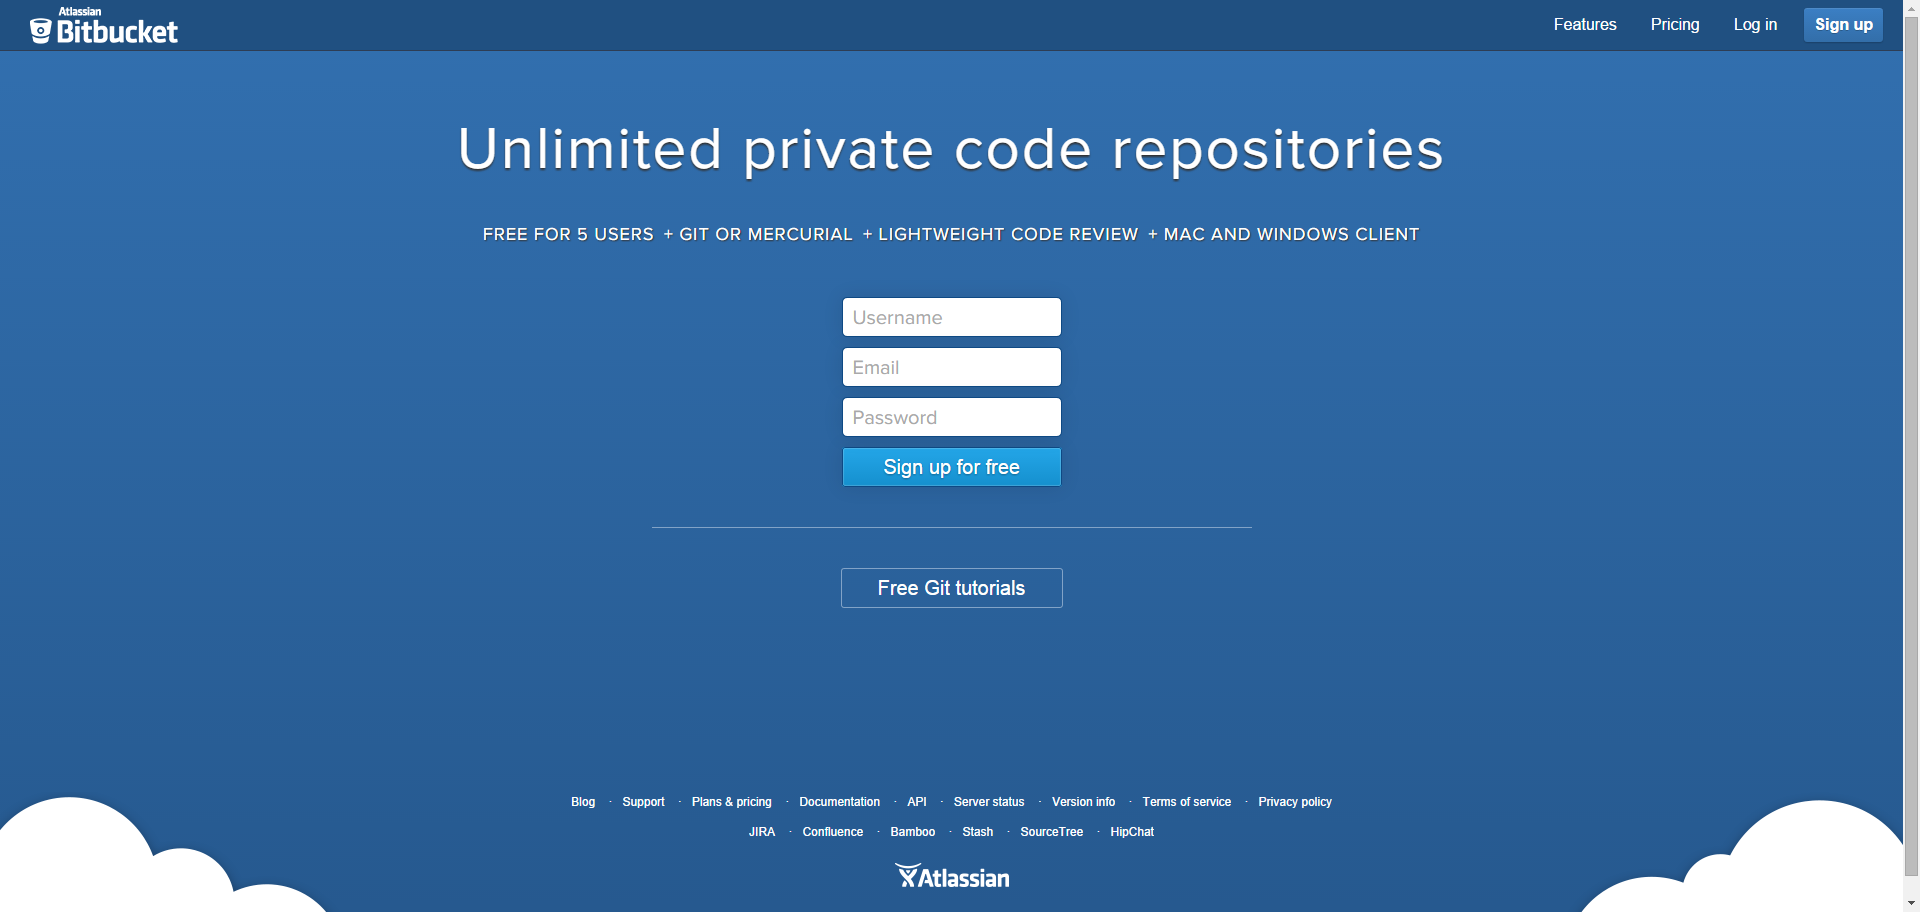 Atlassian
Bitbucket
Features Pricing Log in Sign up
Unlimited private code repositories
FREE FOR 5 USERS + GIT OR MERCURIAL + LIGHTWEIGHT CODE REVIEW + MAC AND WINDOWS CLIENT
Username
Email
Password
Sign up for free
Free Git tutorials
Blog · Support · Plans & pricing · Documentation · API · Server status · Version info · Terms of service · Privacy policy
JIRA · Confluence · Bamboo · Stash · SourceTree · HipChat
Atlassian